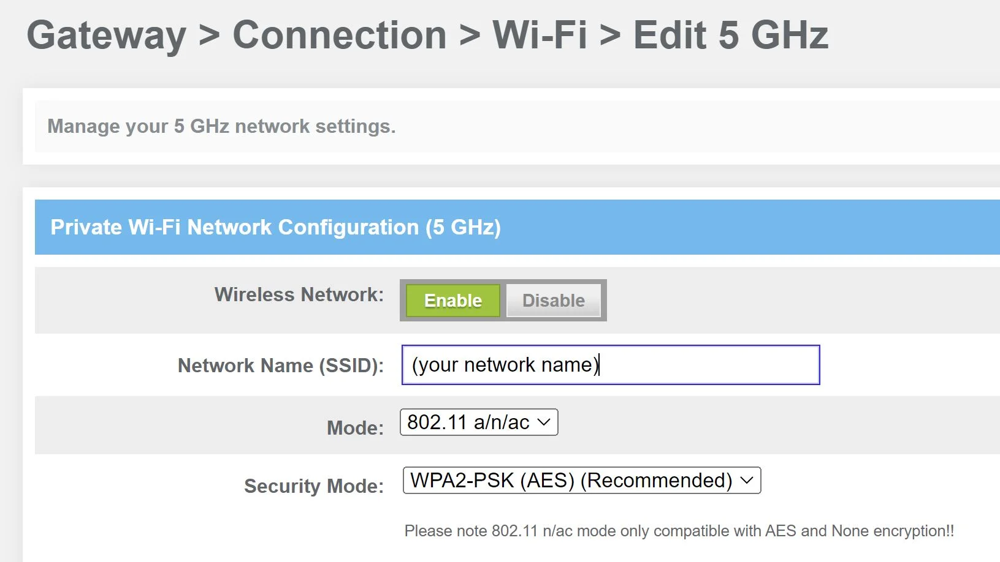 Gateway > Connection > Wi-Fi > Edit 5 GHz
Manage your 5 GHz network settings.
Private Wi-Fi Network Configuration (5 GHz)
Wireless Network: Enable Disable
Network Name (SSID): (your network name)
Mode: 802.11 a/n/ac
Security Mode: WPA2-PSK (AES) (Recommended)
Please note 802.11 n/ac mode only compatible with AES and None encryption!!